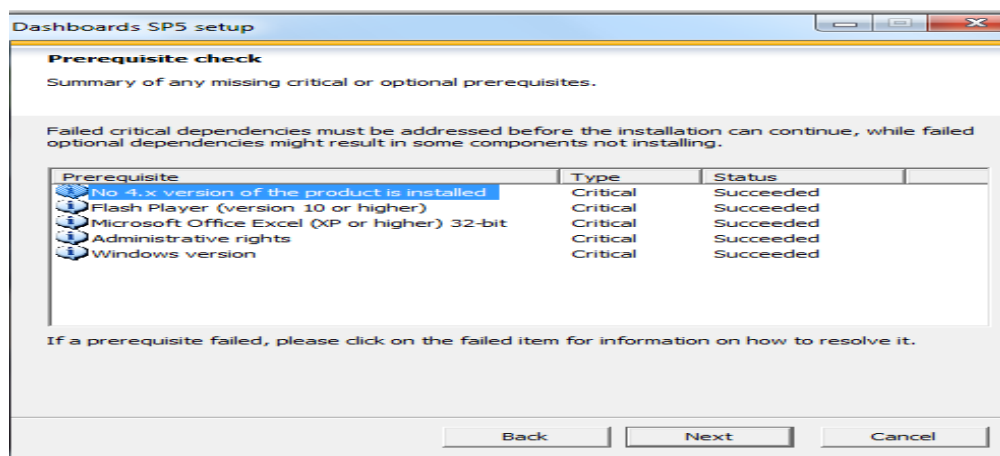 Dashboards SP5 setup
Prerequisite check
Summary of any missing critical or optional prerequisites.
Failed critical dependencies must be addressed before the installation can continue, while failed
optional dependencies might result in some components not installing.
Prerequisite Type Status
No 4.x version of the product is installed Critical Succeeded
Flash Player (version 10 or higher) Critical Succeeded
Microsoft Office Excel (XP or higher) 32-bit Critical Succeeded
Administrative rights Critical Succeeded
Windows version Critical Succeeded
If a prerequisite failed, please click on the failed item for information on how to resolve it.
Back Next Cancel